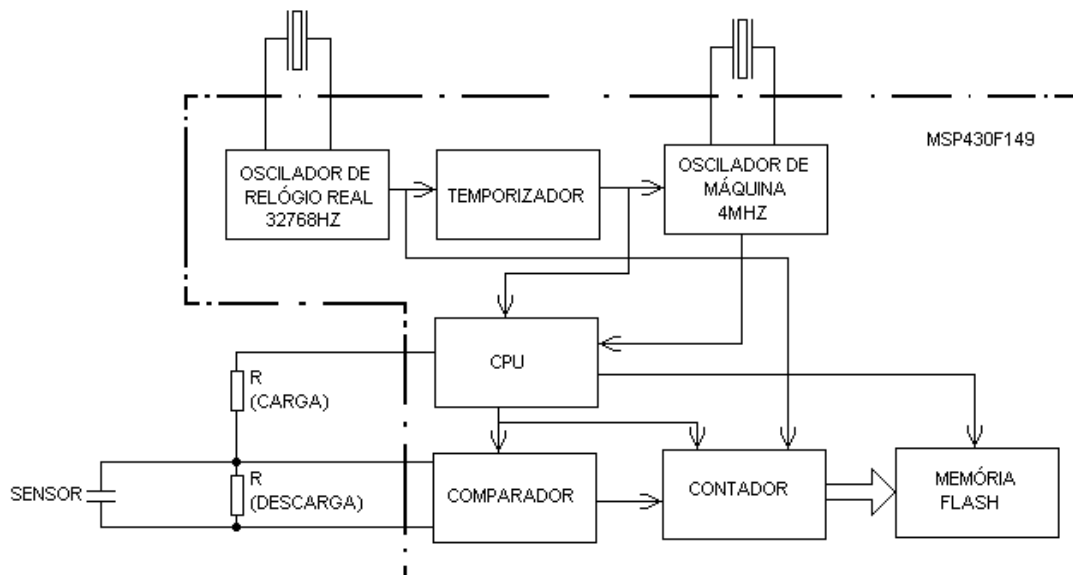 MSP430F149
OSCILADOR DE
RELÓGIO REAL
32768HZ
TEMPORIZADOR
OSCILADOR DE
MÁQUINA
4MHZ
CPU
R
(CARGA)
SENSOR
R
(DESCARGA)
COMPARADOR
CONTADOR
MEMÓRIA
FLASH